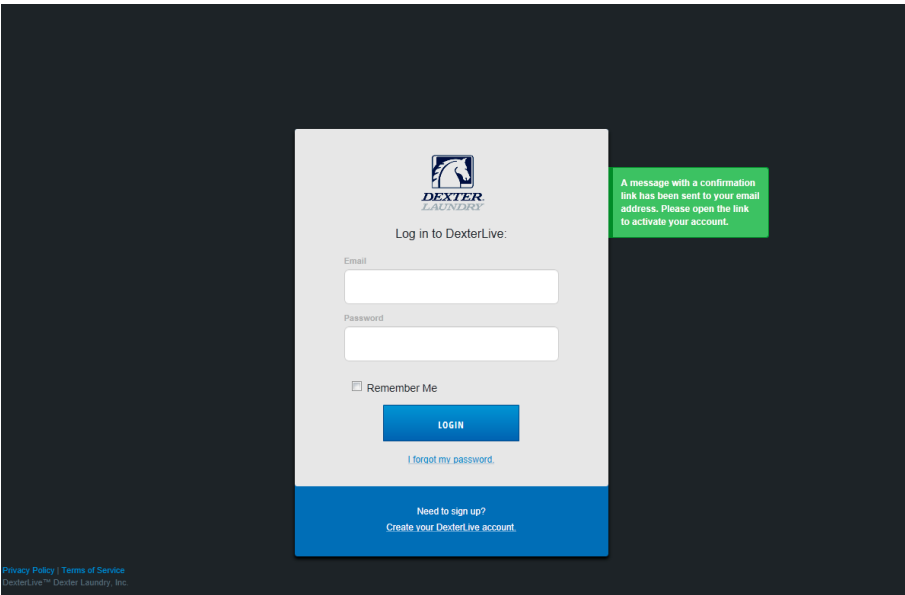 DEXTER
LAUNDRY
Log in to DexterLive:
Email
Password
Remember Me
LOGIN
I forgot my password.
Need to sign up?
Create your DexterLive account.
A message with a confirmation
link has been sent to your email
address. Please open the link
to activate your account.
Privacy Policy | Terms of Service
DexterLive™ Dexter Laundry, Inc.